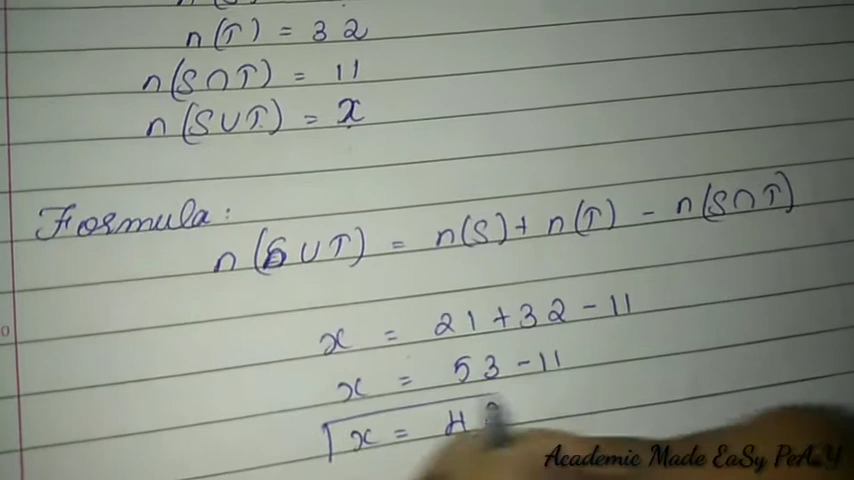 n(T) = 32
n(S∩T) = 11
n(S∪T) = x
Formula:
n(S∪T) = n(S) + n(T) - n(S∩T)
x = 21 + 32 - 11
x = 53 - 11
x = 4
Academic Made EaSy PeA